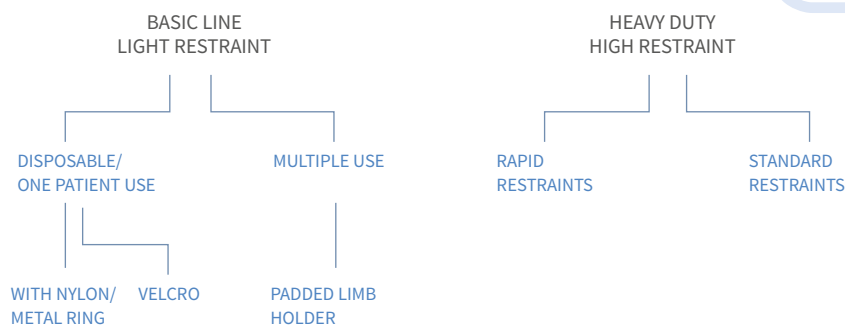 BASIC LINE
LIGHT RESTRAINT
HEAVY DUTY
HIGH RESTRAINT
DISPOSABLE/
ONE PATIENT USE
MULTIPLE USE
RAPID
RESTRAINTS
STANDARD
RESTRAINTS
WITH NYLON/
METAL RING
VELCRO
PADDED LIMB
HOLDER